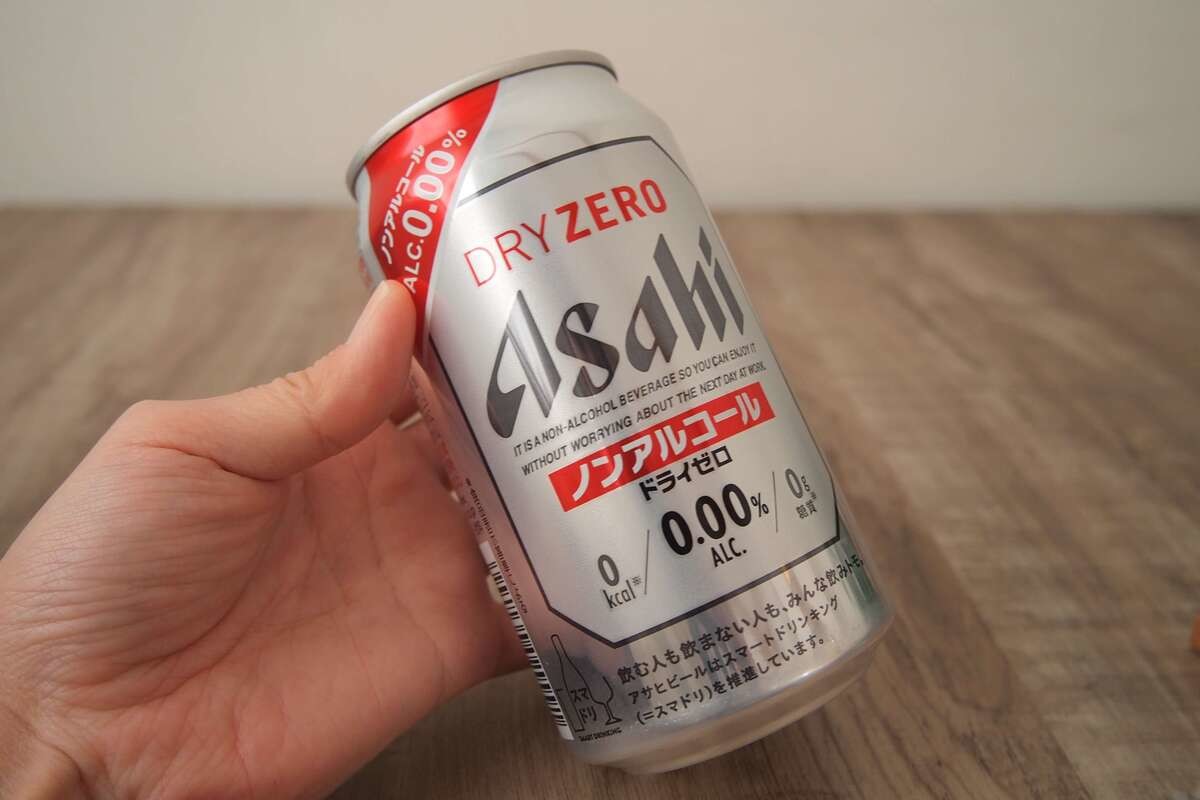 ノンアルコール
ALC.0.00%
DRY ZERO
Asahi
IT IS A NON-ALCOHOL BEVERAGE SO YOU CAN ENJOY IT
WITHOUT WORRYING ABOUT THE NEXT DAY AT WORK.
ノンアルコール
ドライゼロ
0 kcal※ / 0.00% ALC. / 0g 糖質※
飲む人も飲まない人も、みんな飲みトモ。
アサヒビールはスマートドリンキング
(=スマドリ)を推進しています。
スマ
ドリ
SMART DRINKING